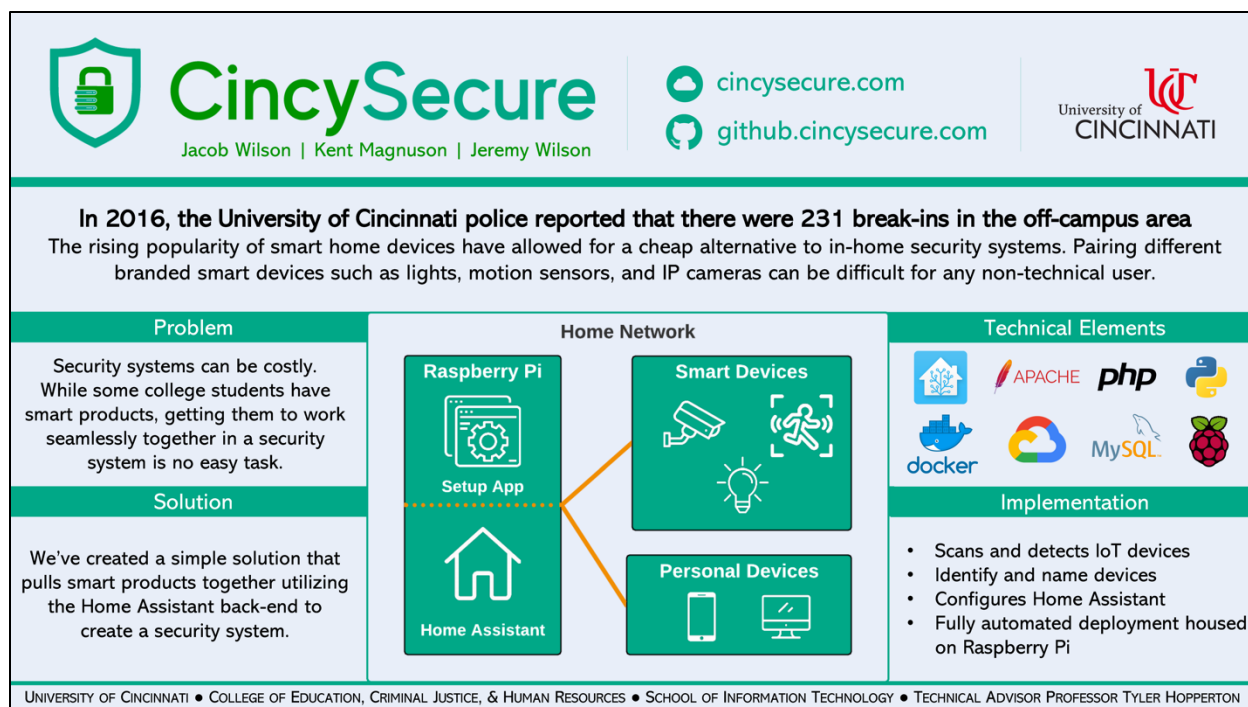 CincySecure
Jacob Wilson | Kent Magnuson | Jeremy Wilson
cincysecure.com
github.cincysecure.com
UC
University of
CINCINNATI
In 2016, the University of Cincinnati police reported that there were 231 break-ins in the off-campus area
The rising popularity of smart home devices have allowed for a cheap alternative to in-home security systems. Pairing different
branded smart devices such as lights, motion sensors, and IP cameras can be difficult for any non-technical user.
Problem
Security systems can be costly.
While some college students have
smart products, getting them to work
seamlessly together in a security
system is no easy task.
Solution
We've created a simple solution that
pulls smart products together utilizing
the Home Assistant back-end to
create a security system.
Home Network
Raspberry Pi
Setup App
Home Assistant
Smart Devices
Personal Devices
Technical Elements
APACHE
php
docker
MySQL
Implementation
• Scans and detects IoT devices
• Identify and name devices
• Configures Home Assistant
• Fully automated deployment housed
on Raspberry Pi
UNIVERSITY OF CINCINNATI ● COLLEGE OF EDUCATION, CRIMINAL JUSTICE, & HUMAN RESOURCES ● SCHOOL OF INFORMATION TECHNOLOGY ● TECHNICAL ADVISOR PROFESSOR TYLER HOPPERTON